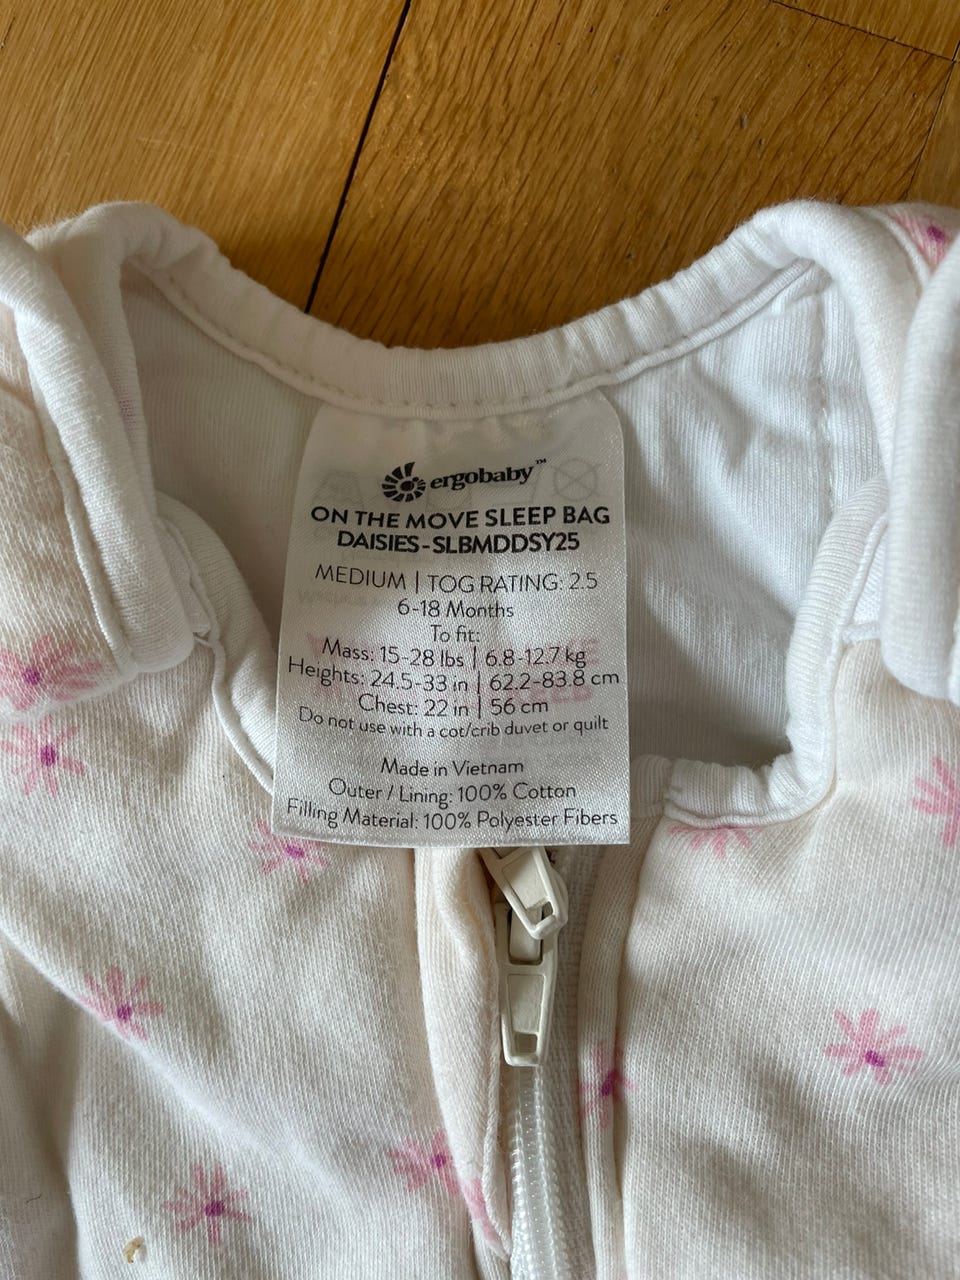 ergobaby™
ON THE MOVE SLEEP BAG
DAISIES-SLBMDDSY25
MEDIUM | TOG RATING: 2.5
6-18 Months
To fit:
Mass: 15-28 lbs | 6.8-12.7 kg
Heights: 24.5-33 in | 62.2-83.8 cm
Chest: 22 in | 56 cm
Do not use with a cot/crib duvet or quilt
Made in Vietnam
Outer / Lining: 100% Cotton
Filling Material: 100% Polyester Fibers